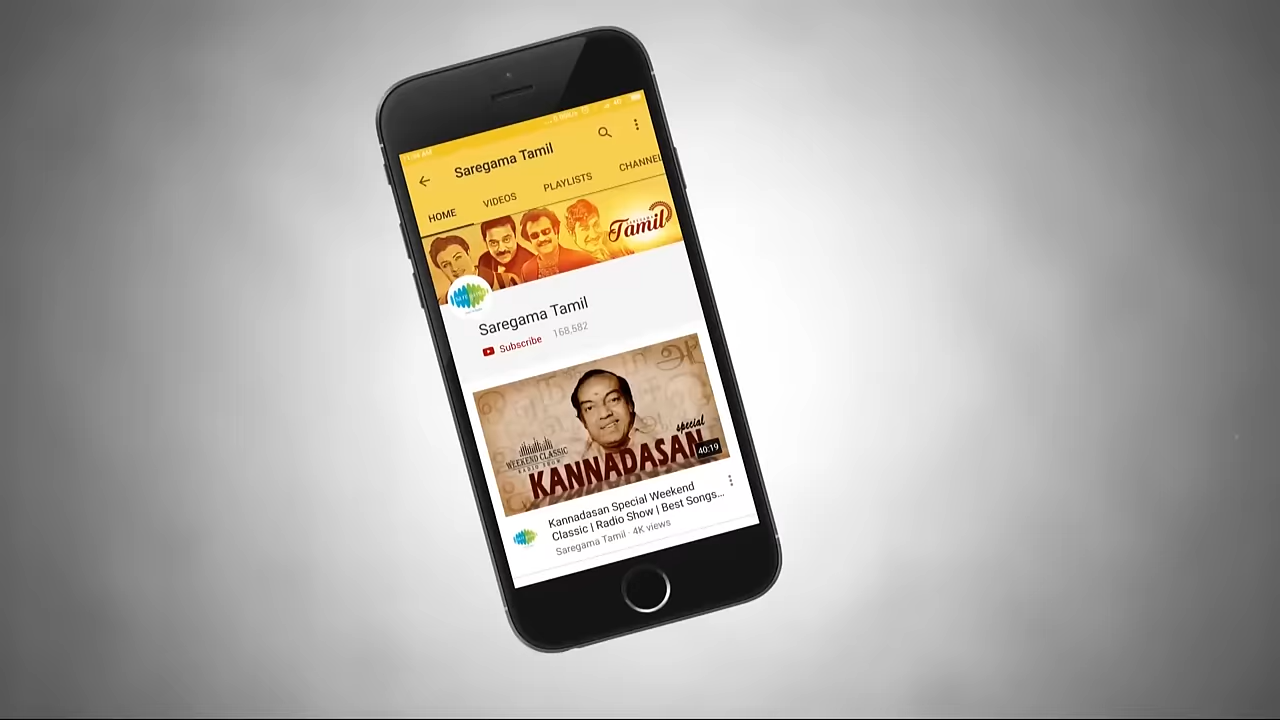 Saregama Tamil
HOME VIDEOS PLAYLISTS CHANNEL
Tamil
Saregama Tamil
Subscribe 168,582
special
WEEKEND CLASSIC
RADIO SHOW
KANNADASAN
40:19
Kannadasan Special Weekend
Classic | Radio Show | Best Songs...
Saregama Tamil · 4K views